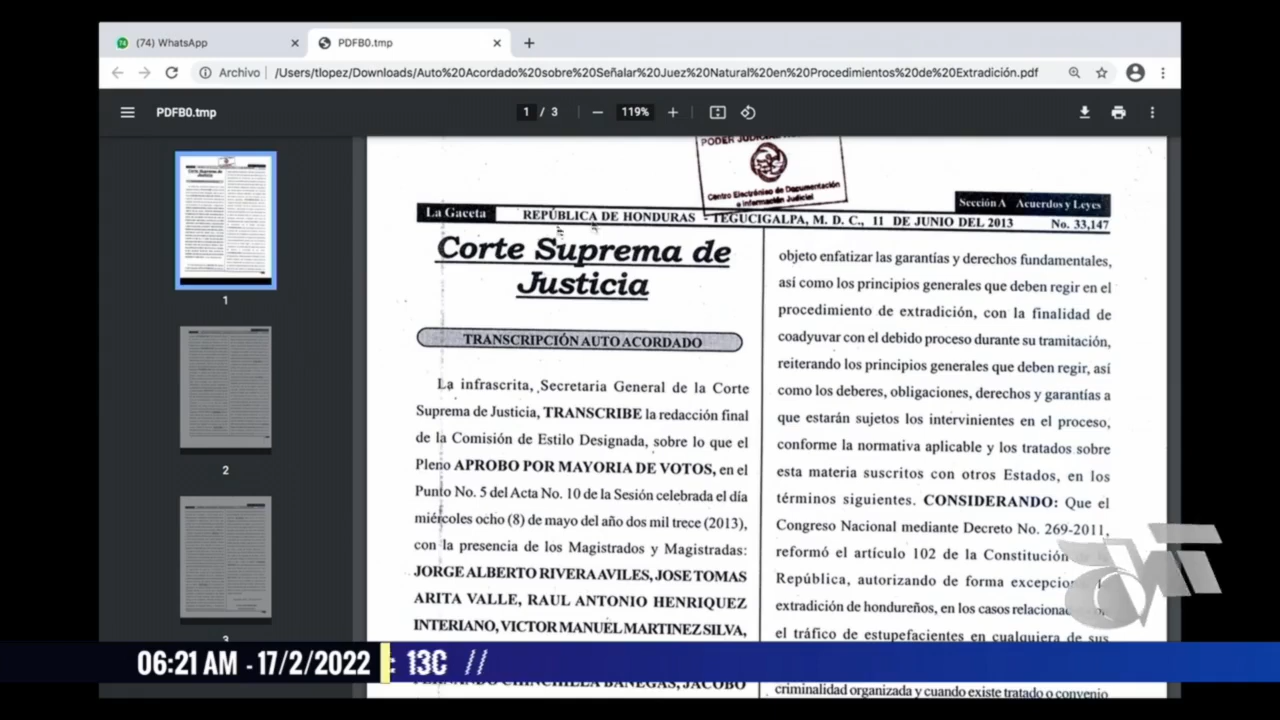 (74) WhatsApp
PDFB0.tmp
Archivo
/Users/tlopez/Downloads/Auto%20Acordado%20sobre%20Señalar%20Juez%20Natural%20en%20Procedimientos%20de%20Extradición.pdf
PDFB0.tmp
1 / 3
119%
1
2
3
PODER
Centro Electrónico de Documentación
e Información Judicial
La Gaceta
REPÚBLICA DE HONDURAS - TEGUCIGALPA, M. D. C., 11 DE JUNIO DEL 2013
Sección A Acuerdos y Leyes
No. 33,147
Corte Suprema de
Justicia
TRANSCRIPCIÓN AUTO ACORDADO
La infrascrita, Secretaria General de la Corte
Suprema de Justicia, TRANSCRIBE la redacción final
de la Comisión de Estilo Designada, sobre lo que el
Pleno APROBO POR MAYORIA DE VOTOS, en el
Punto No. 5 del Acta No. 10 de la Sesión celebrada el día
miércoles ocho (8) de mayo del año dos mil trece (2013),
con la presencia de los Magistrados y Magistradas:
JORGE ALBERTO RIVERA AVILES, JOSE TOMAS
ARITA VALLE, RAUL ANTONIO HENRIQUEZ
INTERIANO, VICTOR MANUEL MARTINEZ SILVA,
FERNANDO CHINCHILLA BANEGAS, JACOBO
objeto enfatizar las garantías y derechos fundamentales,
así como los principios generales que deben regir en el
procedimiento de extradición, con la finalidad de
coadyuvar con el debido proceso durante su tramitación,
reiterando los principios generales que deben regir, así
como los deberes, obligaciones, derechos y garantías a
que estarán sujetos los intervinientes en el proceso,
conforme la normativa aplicable y los tratados sobre
esta materia suscritos con otros Estados, en los
términos siguientes. CONSIDERANDO: Que el
Congreso Nacional mediante Decreto No. 269-2011,
reformó el artículo 102 de la Constitución
República, autorizando de forma
extradición de hondureños, en los casos
el tráfico de estupefacientes en cualquiera de sus
criminalidad organizada y cuando existe tratado o convenio
06:21 AM - 17/2/2022
: 13C //